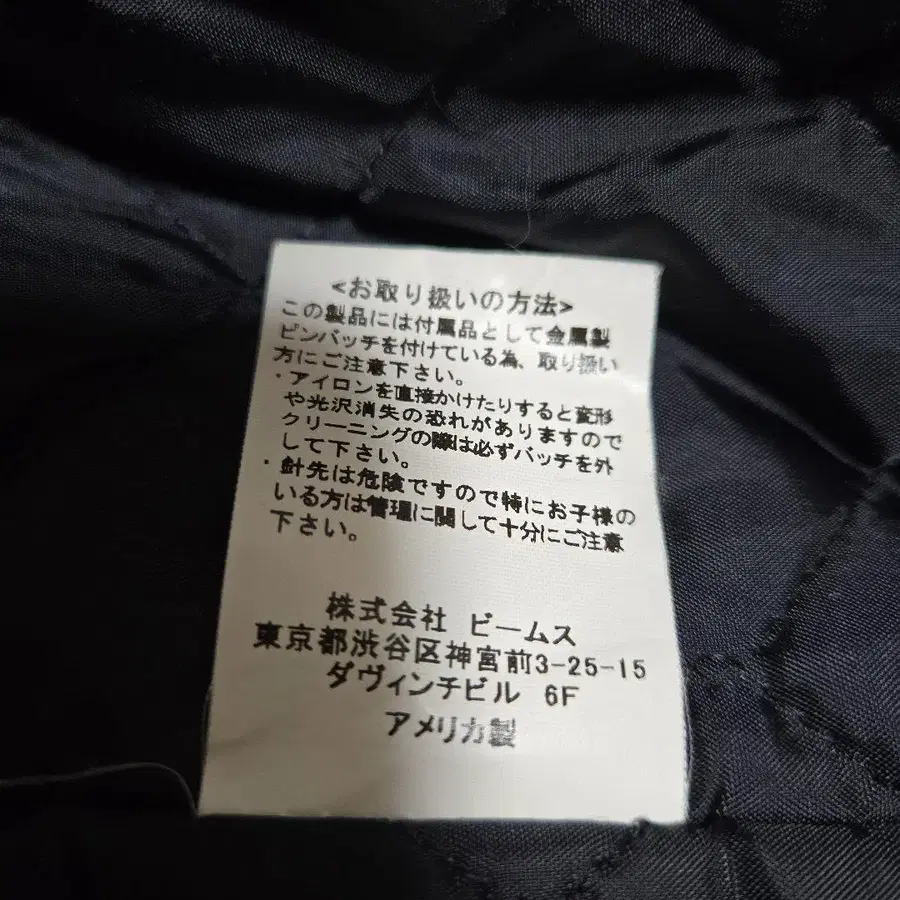 <お取り扱いの方法>
この製品には付属品として金属製
ピンバッチを付けている為、取り扱い
方にご注意下さい。
・アイロンを直接かけたりすると変形
や光沢消失の恐れがありますので
クリーニングの際は必ずバッチを外
して下さい。
・針先は危険ですので特にお子様の
いる方は管理に関して十分にご注意
下さい。
株式会社 ビームス
東京都渋谷区神宮前3-25-15
ダヴィンチビル 6F
アメリカ製